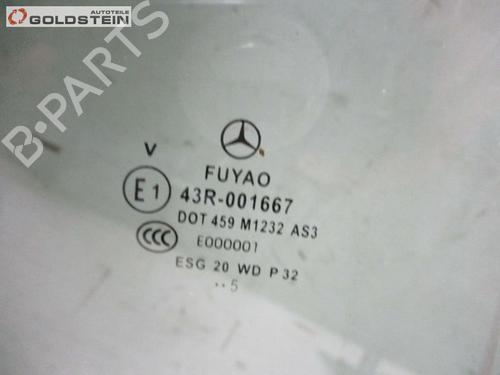 AUTOTEILE
GOLDSTEIN
B-PARTS
V
FUYAO
E1
43R-001667
DOT 459 M1232 AS3
CCC
E000001
ESG 20 WD P 32
..5